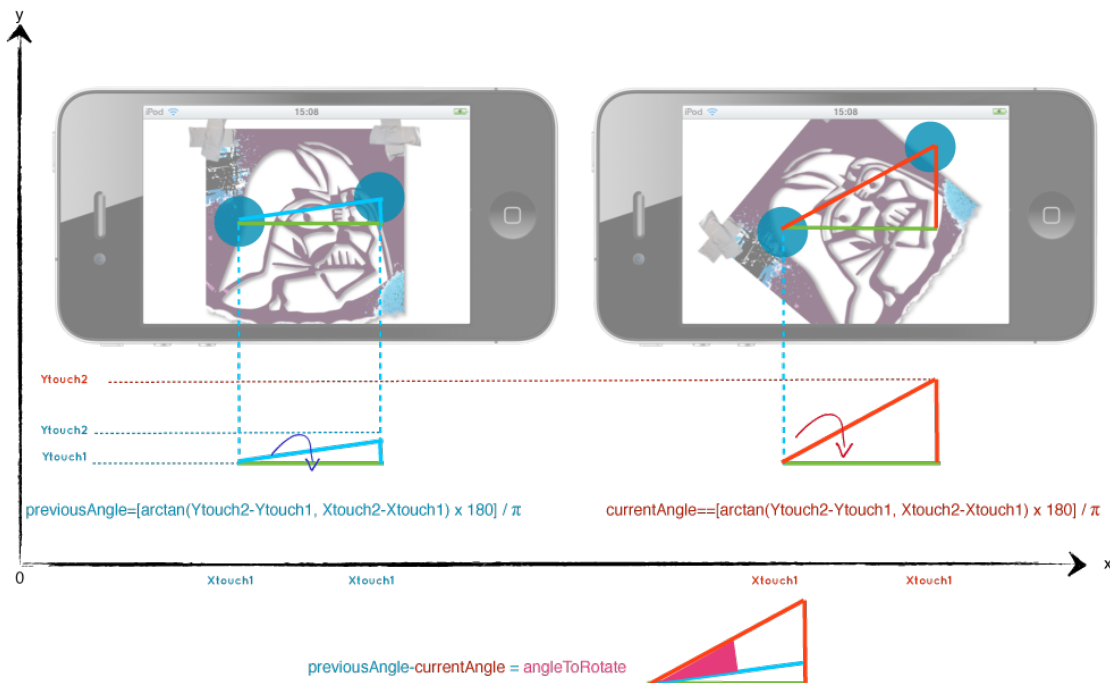 y
iPod 15:08
iPod 15:08
Ytouch2
Ytouch2
Ytouch1
previousAngle=[arctan(Ytouch2-Ytouch1, Xtouch2-Xtouch1) x 180] / π
currentAngle==[arctan(Ytouch2-Ytouch1, Xtouch2-Xtouch1) x 180] / π
0
x
Xtouch1 Xtouch1
Xtouch1 Xtouch1
previousAngle-currentAngle = angleToRotate